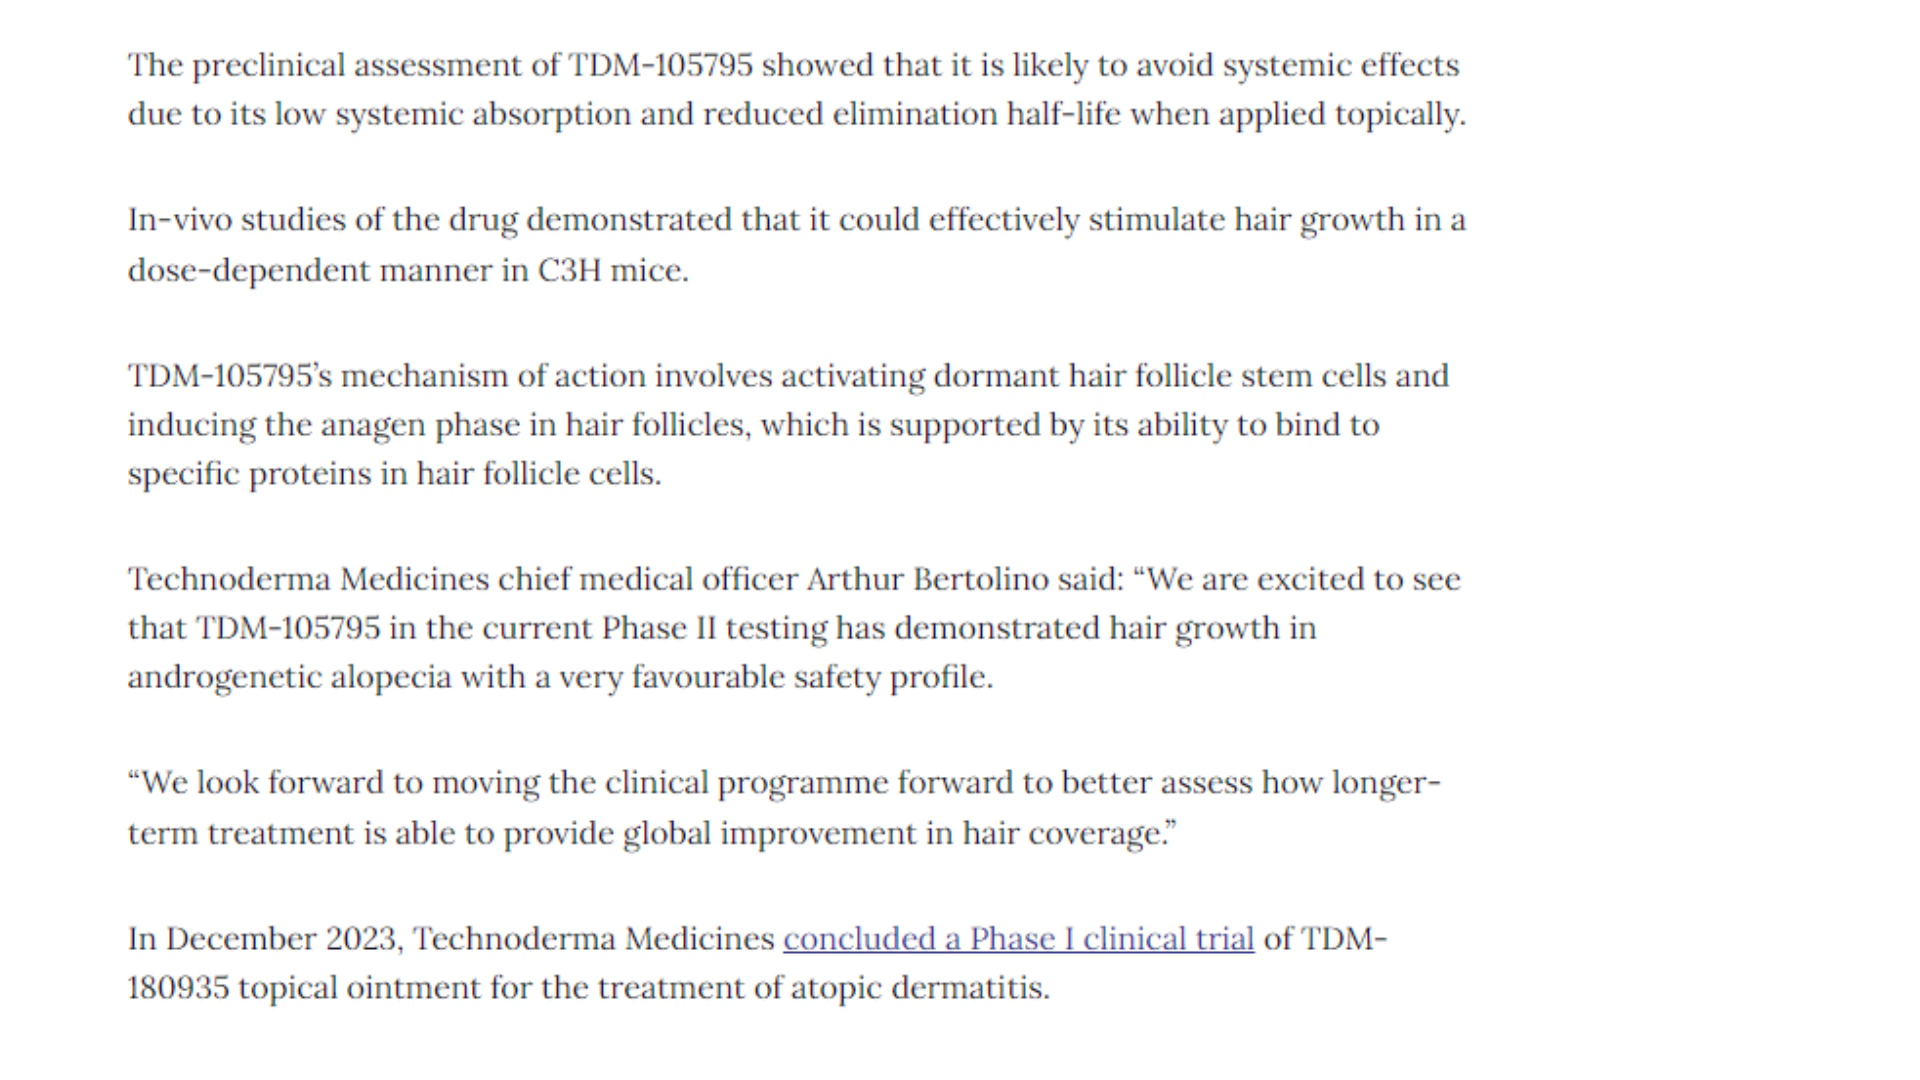 The preclinical assessment of TDM-105795 showed that it is likely to avoid systemic effects
due to its low systemic absorption and reduced elimination half-life when applied topically.
In-vivo studies of the drug demonstrated that it could effectively stimulate hair growth in a
dose-dependent manner in C3H mice.
TDM-105795’s mechanism of action involves activating dormant hair follicle stem cells and
inducing the anagen phase in hair follicles, which is supported by its ability to bind to
specific proteins in hair follicle cells.
Technoderma Medicines chief medical officer Arthur Bertolino said: “We are excited to see
that TDM-105795 in the current Phase II testing has demonstrated hair growth in
androgenetic alopecia with a very favourable safety profile.
“We look forward to moving the clinical programme forward to better assess how longer-
term treatment is able to provide global improvement in hair coverage.”
In December 2023, Technoderma Medicines concluded a Phase I clinical trial of TDM-
180935 topical ointment for the treatment of atopic dermatitis.